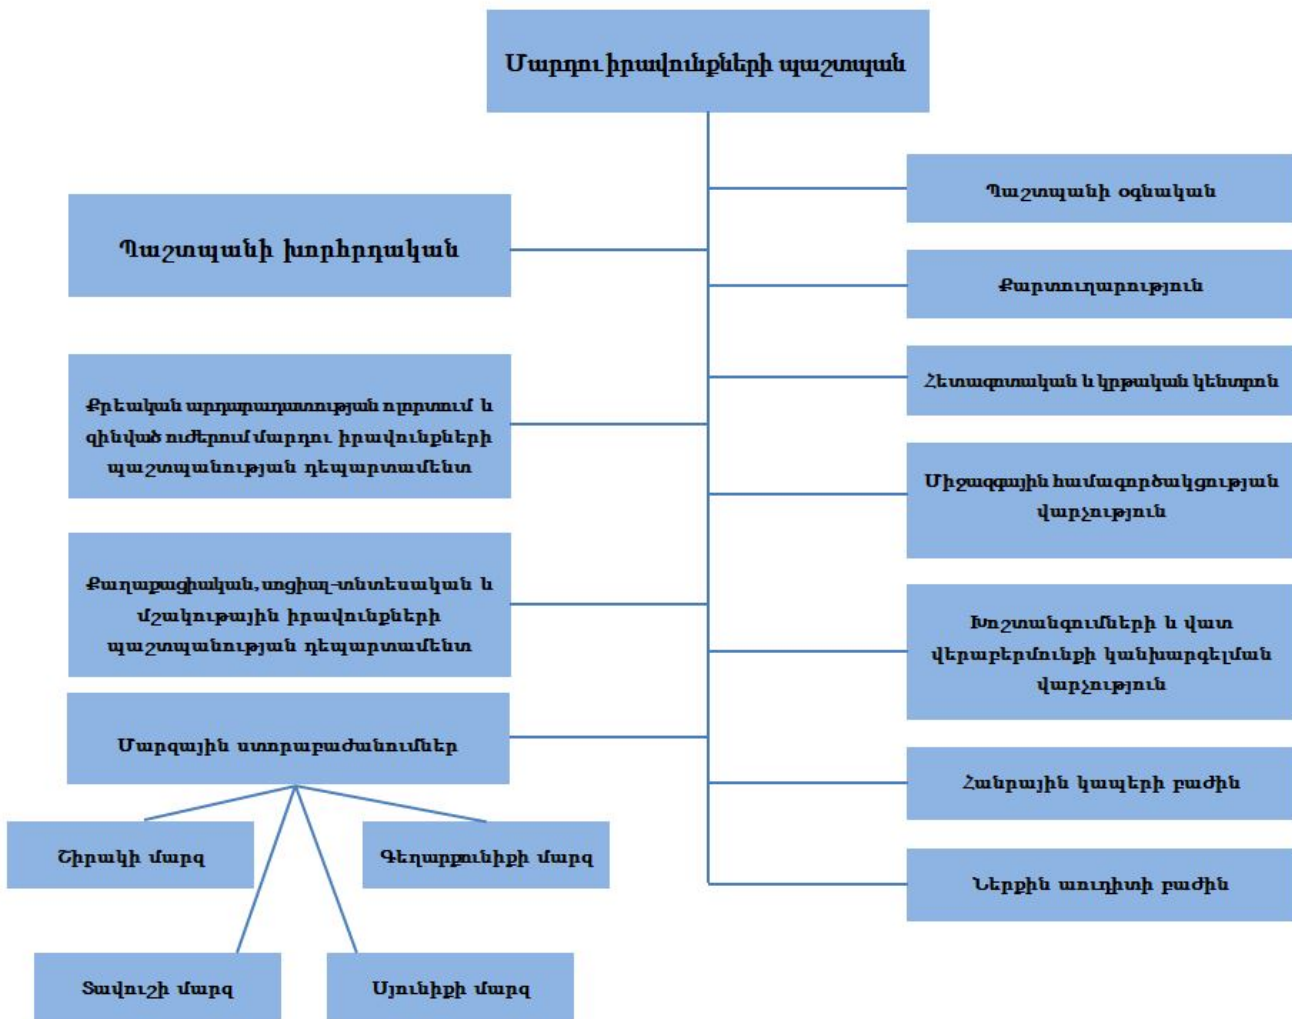 Մարդու իրավունքների պաշտպան
Պաշտպանի օգնական
Պաշտպանի խորհրդական
Քարտուղարություն
Հետազոտական և կրթական կենտրոն
Քրեական արդարադատության ոլորտում և
զինված ուժերում մարդու իրավունքների
պաշտպանության դեպարտամենտ
Միջազգային համագործակցության
վարչություն
Քաղաքացիական, սոցիալ-տնտեսական և
մշակութային իրավունքների
պաշտպանության դեպարտամենտ
Խոշտանգումների և վատ
վերաբերմունքի կանխարգելման
վարչություն
Մարզային ստորաբաժանումներ
Հանրային կապերի բաժին
Շիրակի մարզ
Գեղարքունիքի մարզ
Ներքին աուդիտի բաժին
Տավուշի մարզ
Սյունիքի մարզ